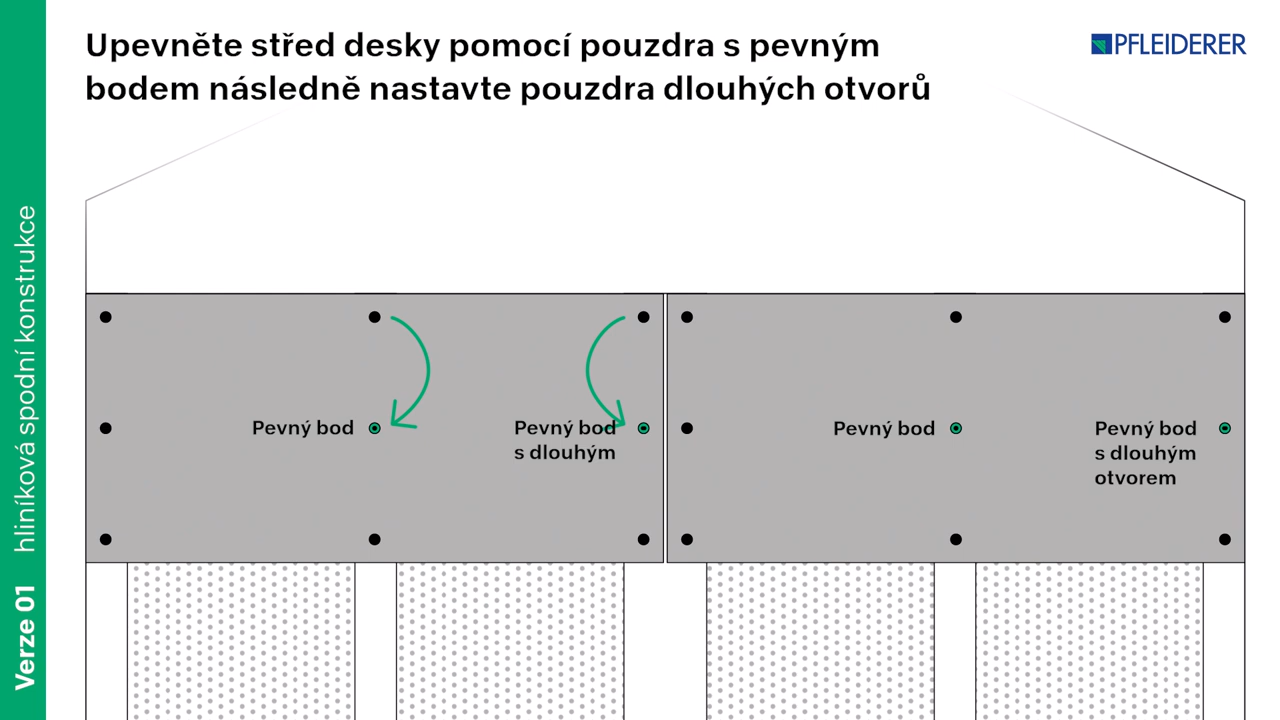 Upevněte střed desky pomocí pouzdra s pevným
bodem následně nastavte pouzdra dlouhých otvorů
PFLEIDERER
Verze 01 hliníková spodní konstrukce
Pevný bod
Pevný bod
s dlouhým
Pevný bod
Pevný bod
s dlouhým
otvorem